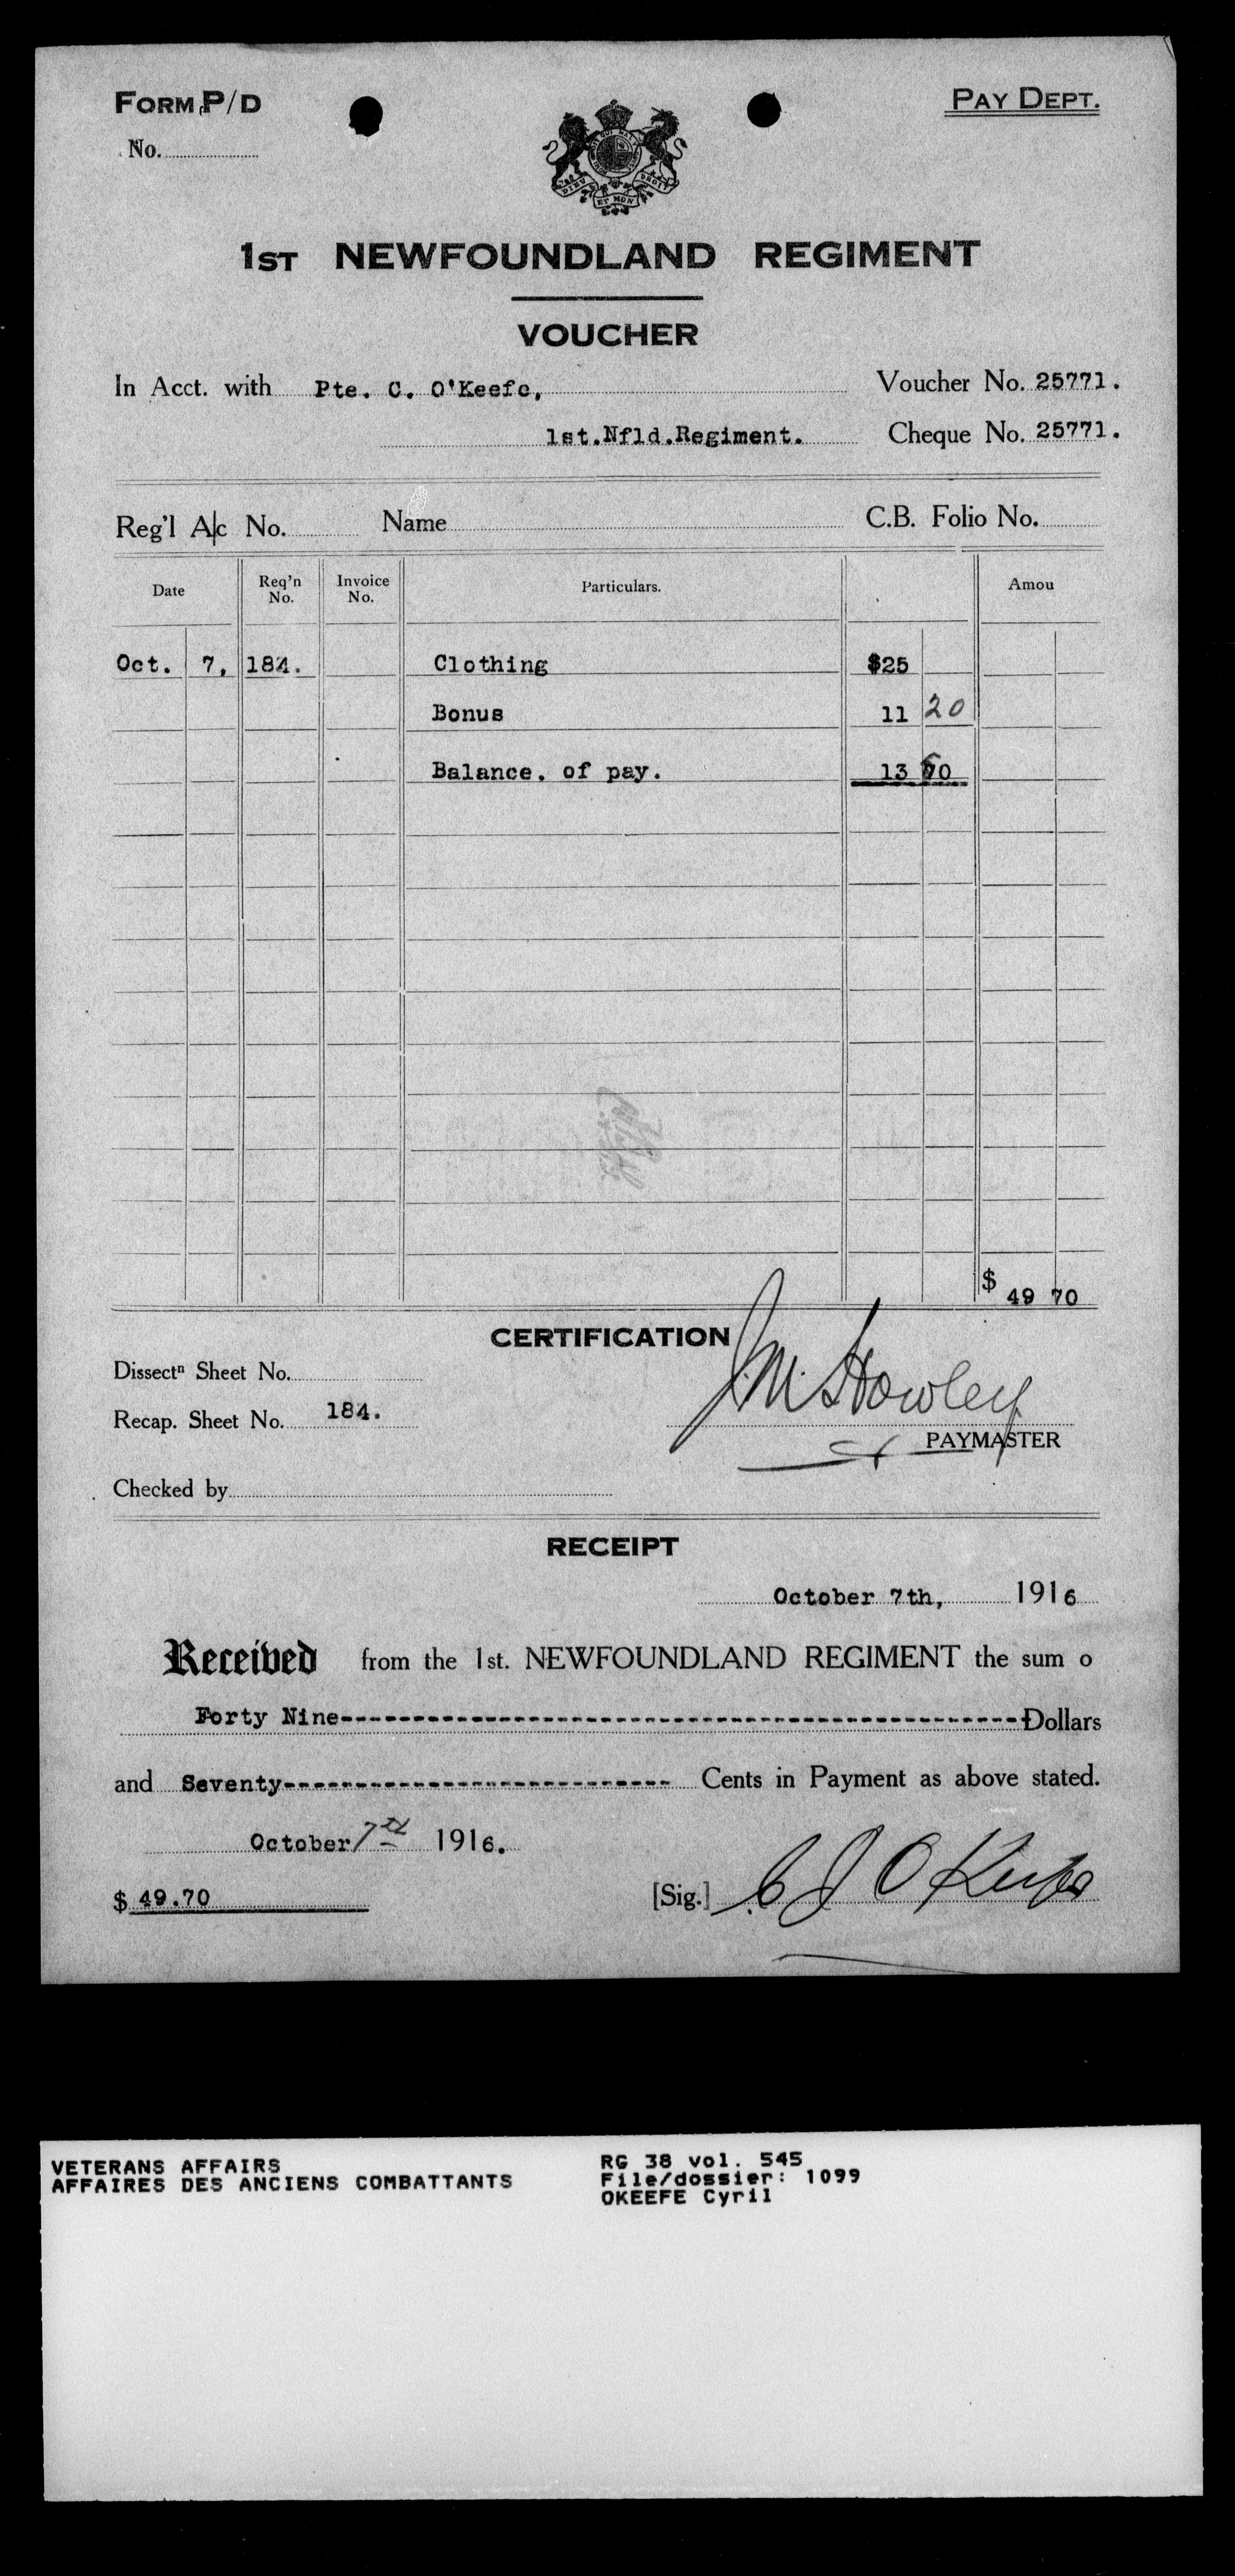 FORM P/D
PAY DEPT.
No.
DIEU ET MON DROIT
1ST NEWFOUNDLAND REGIMENT
VOUCHER
In Acct. with Pte. C. O'Keefe, Voucher No. 25771.
1st.Nfld.Regiment. Cheque No. 25771.
Reg'l A/c No. Name C.B. Folio No.
Date Req'n No. Invoice No. Particulars. Amou
Oct. 7, 184. Clothing $25
Bonus 11 20
Balance. of pay. 13 50
$ 49 70
CERTIFICATION
Dissectn Sheet No.
J.M. Howley
Recap. Sheet No. 184.
PAYMASTER
Checked by
RECEIPT
October 7th, 1916
Received from the 1st. NEWFOUNDLAND REGIMENT the sum o
Forty Nine Dollars
and Seventy Cents in Payment as above stated.
October 7th 1916.
$ 49.70 [Sig.] C J O'Keefe
VETERANS AFFAIRS
AFFAIRES DES ANCIENS COMBATTANTS
RG 38 vol. 545
File/dossier: 1099
OKEEFE Cyril